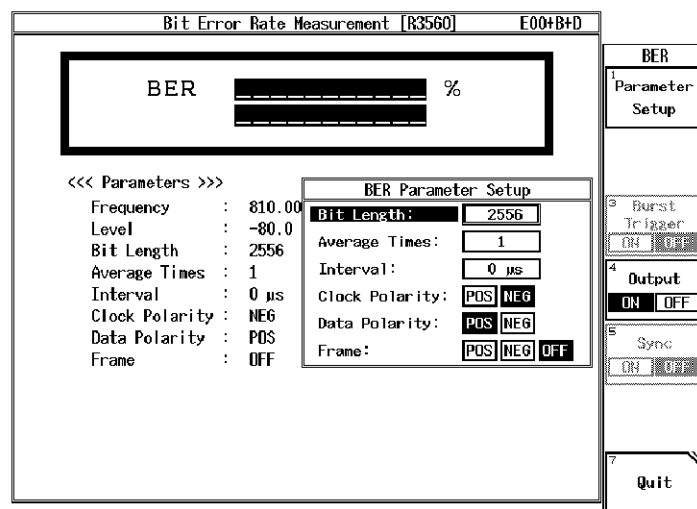 Bit Error Rate Measurement [R3560] E00+B+D
BER %
<<< Parameters >>>
Frequency : 810.00
Level : -80.0
Bit Length : 2556
Average Times : 1
Interval : 0 µs
Clock Polarity : NEG
Data Polarity : POS
Frame : OFF
BER Parameter Setup
Bit Length: 2556
Average Times: 1
Interval: 0 µs
Clock Polarity: POS NEG
Data Polarity: POS NEG
Frame: POS NEG OFF
BER
1
Parameter
Setup
3 Burst
Trigger
ON OFF
4
Output
ON OFF
5
Sync
ON OFF
7
Quit